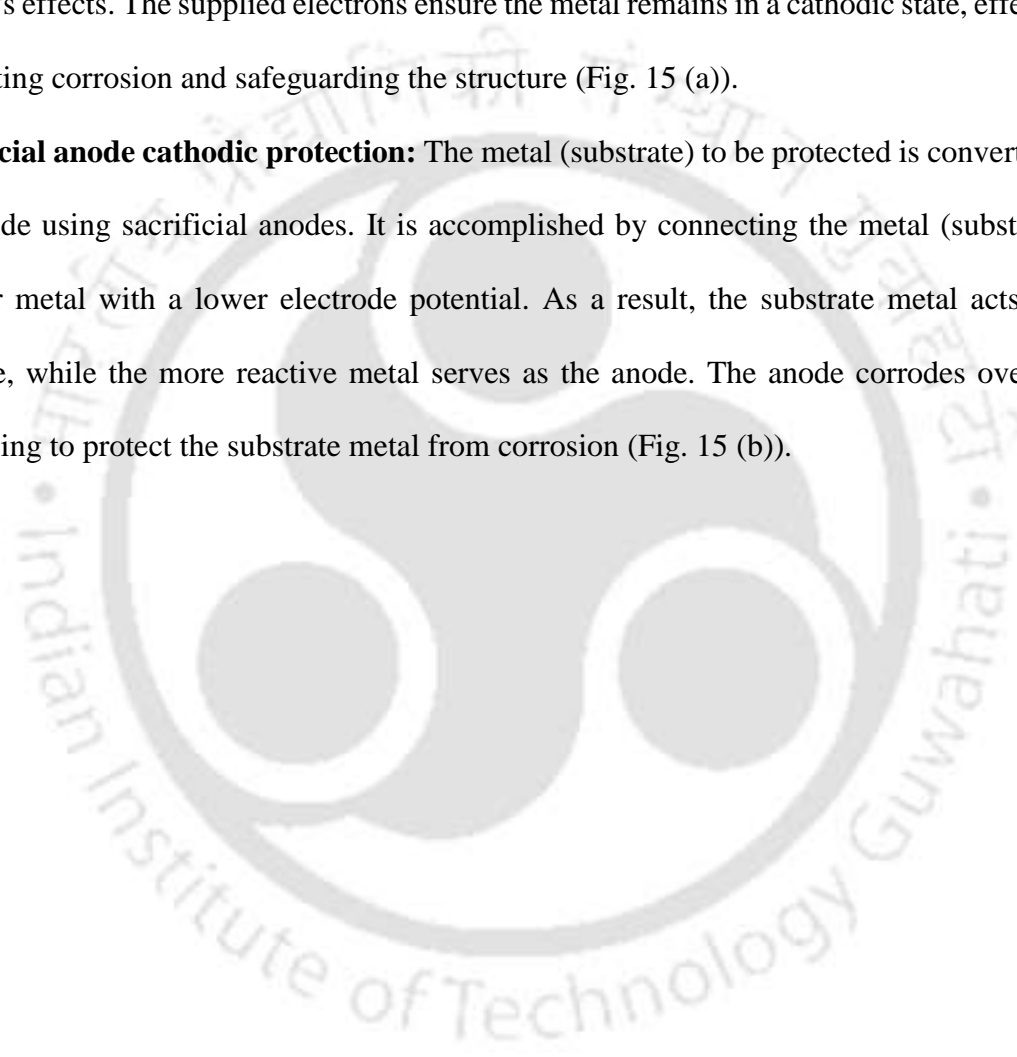 's effects. The supplied electrons ensure the metal remains in a cathodic state, effe
ting corrosion and safeguarding the structure (Fig. 15 (a)).
cial anode cathodic protection: The metal (substrate) to be protected is convert
de using sacrificial anodes. It is accomplished by connecting the metal (subst
r metal with a lower electrode potential. As a result, the substrate metal acts
e, while the more reactive metal serves as the anode. The anode corrodes ove
ing to protect the substrate metal from corrosion (Fig. 15 (b)).
Indian Institute of Technology Guwahati